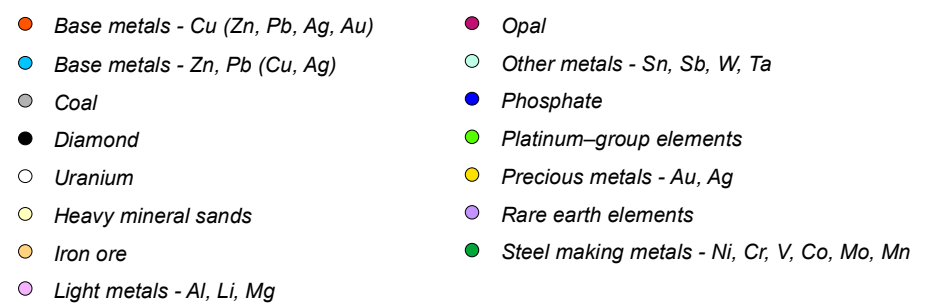 Base metals - Cu (Zn, Pb, Ag, Au)
Base metals - Zn, Pb (Cu, Ag)
Coal
Diamond
Uranium
Heavy mineral sands
Iron ore
Light metals - Al, Li, Mg
Opal
Other metals - Sn, Sb, W, Ta
Phosphate
Platinum–group elements
Precious metals - Au, Ag
Rare earth elements
Steel making metals - Ni, Cr, V, Co, Mo, Mn